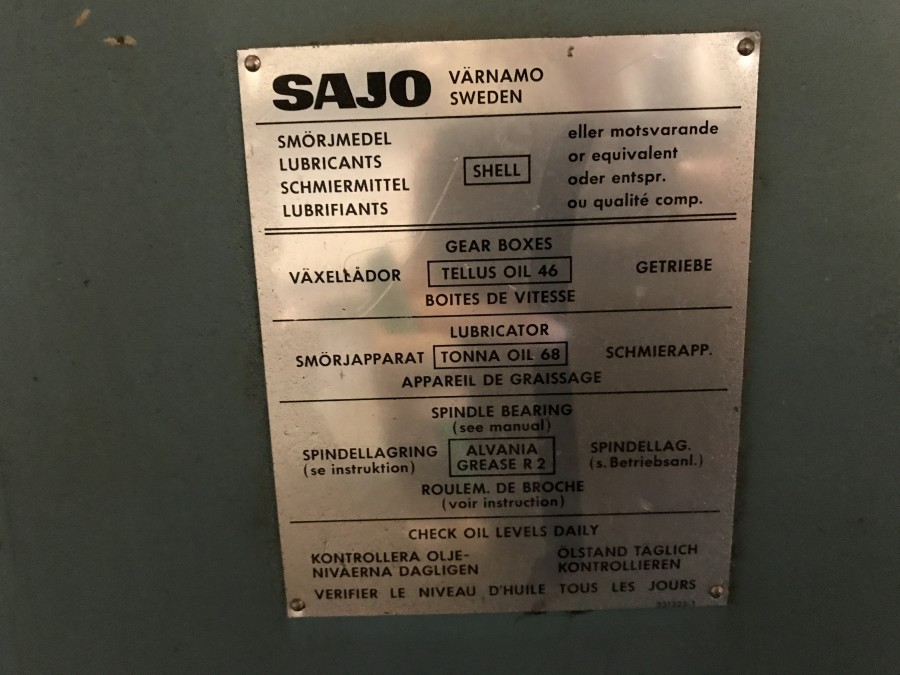 SAJO VÄRNAMO
SWEDEN
SMÖRJMEDEL
LUBRICANTS
SCHMIERMITTEL
LUBRIFIANTS
SHELL
eller motsvarande
or equivalent
oder entspr.
ou qualité comp.
GEAR BOXES
VÄXELLÅDOR TELLUS OIL 46 GETRIEBE
BOITES DE VITESSE
LUBRICATOR
SMÖRJAPPARAT TONNA OIL 68 SCHMIERAPP.
APPAREIL DE GRAISSAGE
SPINDLE BEARING
(see manual)
SPINDELLAGRING
(se instruktion)
ALVANIA
GREASE R 2
SPINDELLAG.
(s. Betriebsanl.)
ROULEM. DE BROCHE
(voir instruction)
CHECK OIL LEVELS DAILY
KONTROLLERA OLJE-
NIVÅERNA DAGLIGEN
ÖLSTAND TÄGLICH
KONTROLLIEREN
VERIFIER LE NIVEAU D'HUILE TOUS LES JOURS